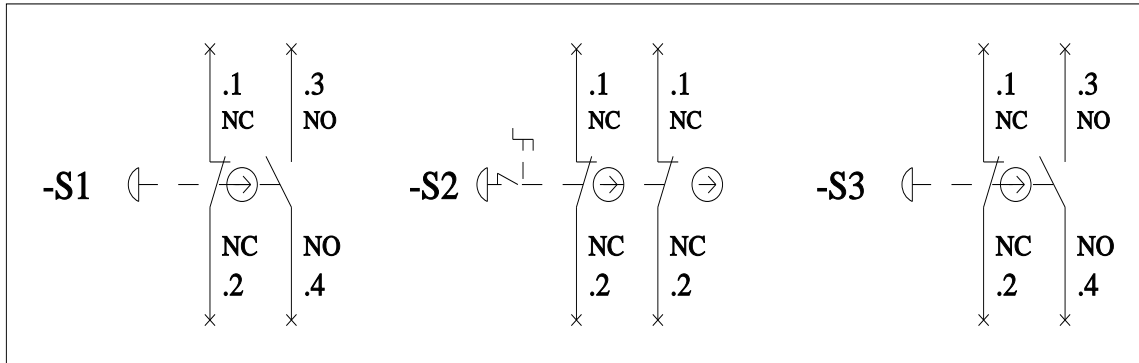 .1 .3 .1 .1 .1 .3
NC NO NC NC NC NO
-S1 -S2 -S3
NC NO NC NC NC NO
.2 .4 .2 .2 .2 .4